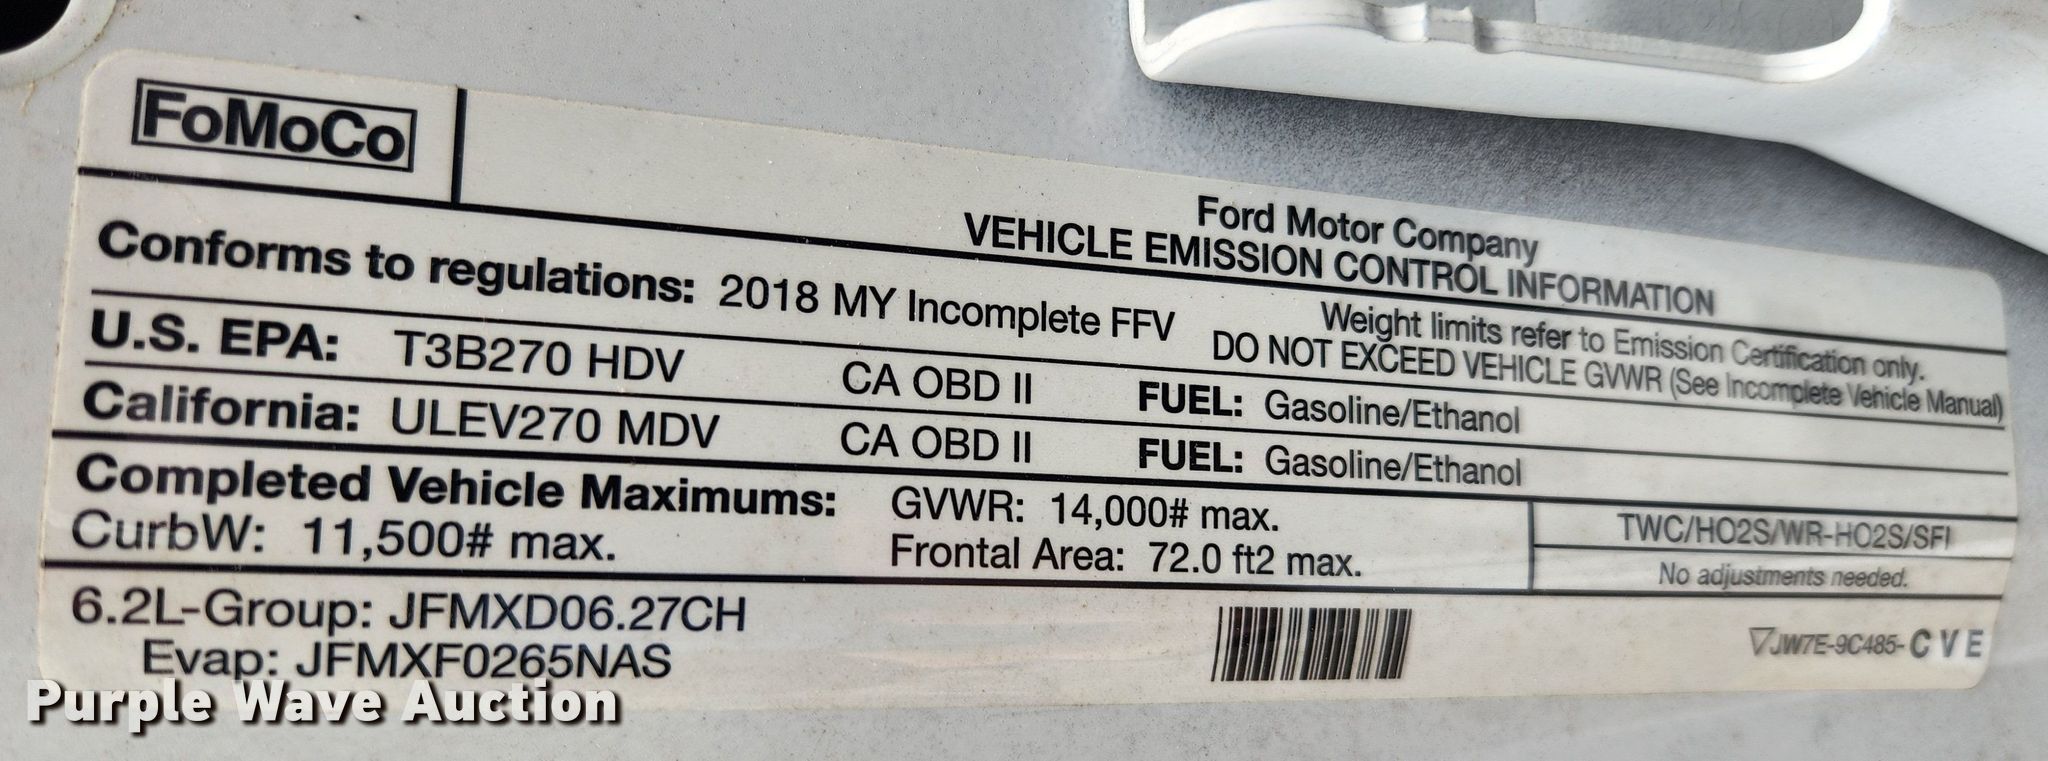 FoMoCo
Ford Motor Company
VEHICLE EMISSION CONTROL INFORMATION
Conforms to regulations: 2018 MY Incomplete FFV
Weight limits refer to Emission Certification only.
DO NOT EXCEED VEHICLE GVWR (See Incomplete Vehicle Manual)
U.S. EPA: T3B270 HDV CA OBD II FUEL: Gasoline/Ethanol
California: ULEV270 MDV CA OBD II FUEL: Gasoline/Ethanol
Completed Vehicle Maximums: GVWR: 14,000# max.
CurbW: 11,500# max. Frontal Area: 72.0 ft2 max.
TWC/HO2S/WR-HO2S/SFI
No adjustments needed.
6.2L-Group: JFMXD06.27CH
Evap: JFMXF0265NAS
JW7E-9C485-CVE
Purple Wave Auction